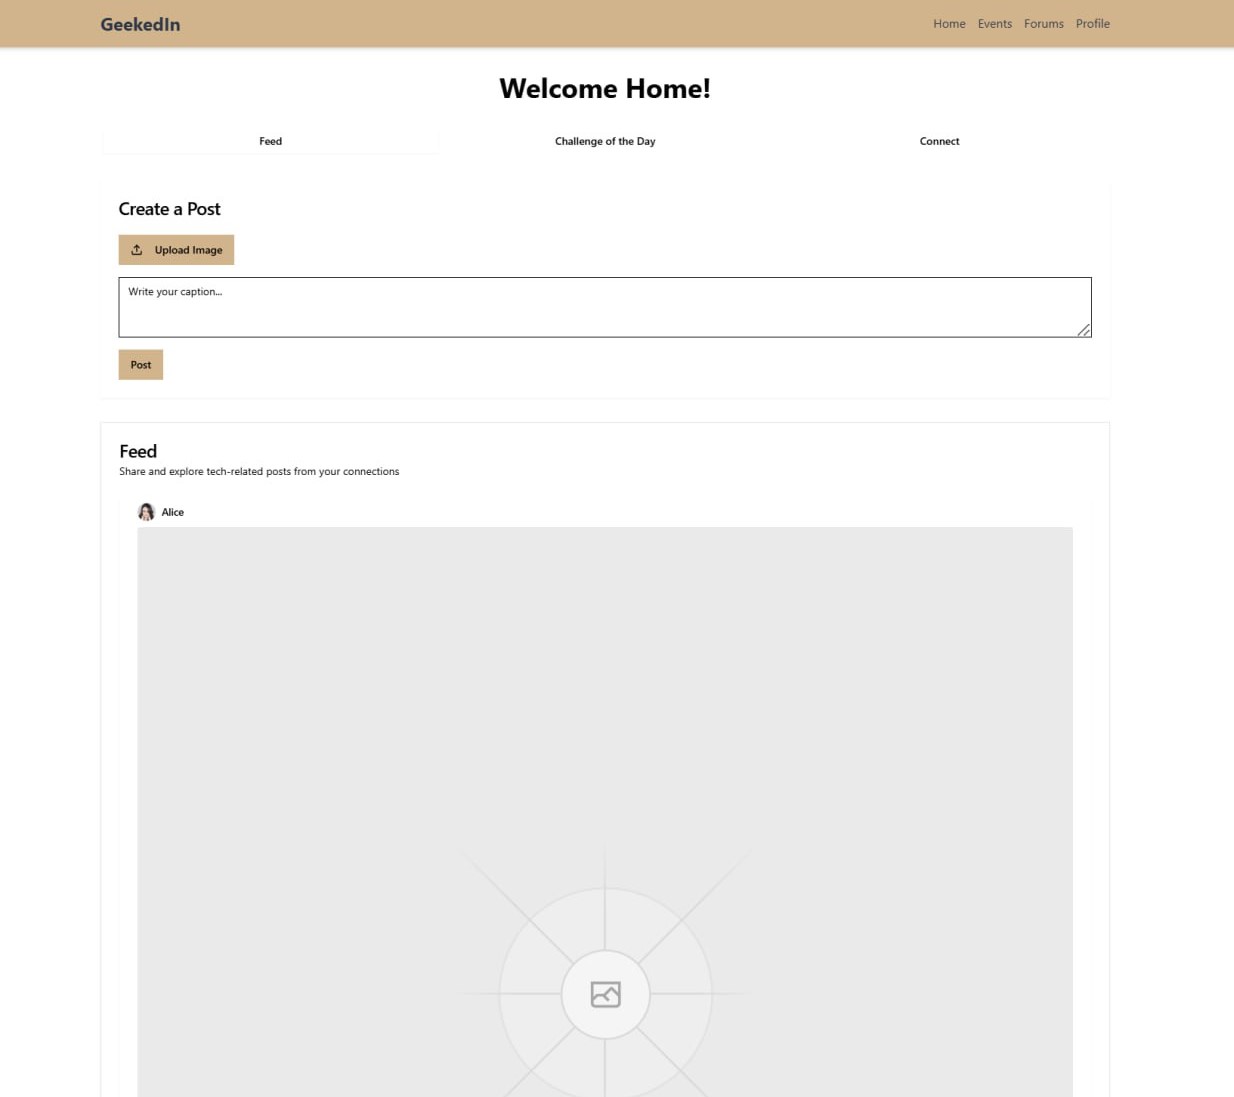 GeekedIn
Home Events Forums Profile
Welcome Home!
Feed
Challenge of the Day
Connect
Create a Post
Upload Image
Write your caption...
Post
Feed
Share and explore tech-related posts from your connections
Alice